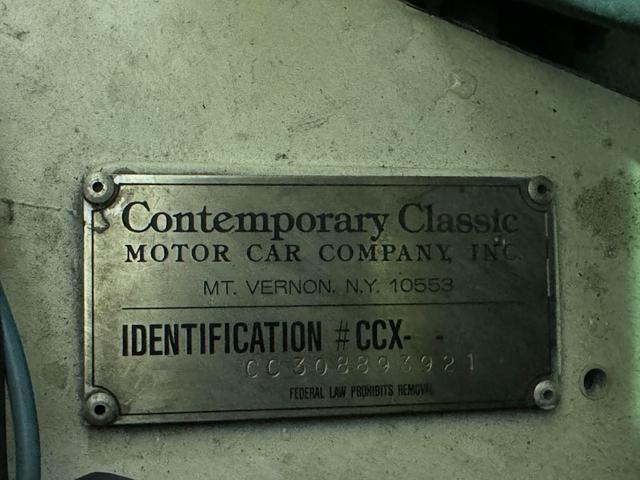 Contemporary Classic
MOTOR CAR COMPANY, INC.
MT. VERNON, N.Y. 10553
IDENTIFICATION # CCX- -
CC308893921
FEDERAL LAW PROHIBITS REMOVAL